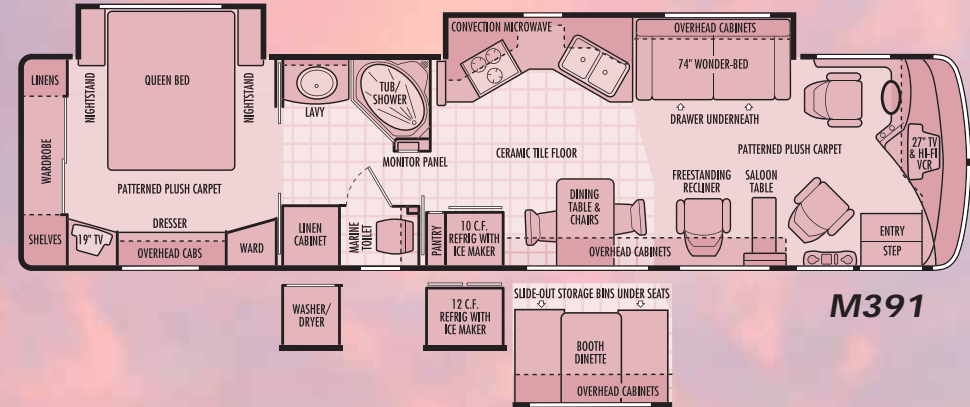 LINENS
NIGHTSTAND
QUEEN BED
NIGHTSTAND
LAVY
TUB/
SHOWER
CONVECTION MICROWAVE
OVERHEAD CABINETS
74" WONDER-BED
DRAWER UNDERNEATH
27" TV
& HI-FI
VCR
WARDROBE
PATTERNED PLUSH CARPET
MONITOR PANEL
CERAMIC TILE FLOOR
PATTERNED PLUSH CARPET
FREESTANDING
RECLINER
SALOON
TABLE
SHELVES
19" TV
DRESSER
OVERHEAD CABS
WARD
LINEN
CABINET
MARINE
TOILET
PANTRY
10 C.F.
REFRIG WITH
ICE MAKER
DINING
TABLE &
CHAIRS
OVERHEAD CABINETS
ENTRY
STEP
WASHER/
DRYER
12 C.F.
REFRIG WITH
ICE MAKER
SLIDE-OUT STORAGE BINS UNDER SEATS
BOOTH
DINETTE
OVERHEAD CABINETS
M391